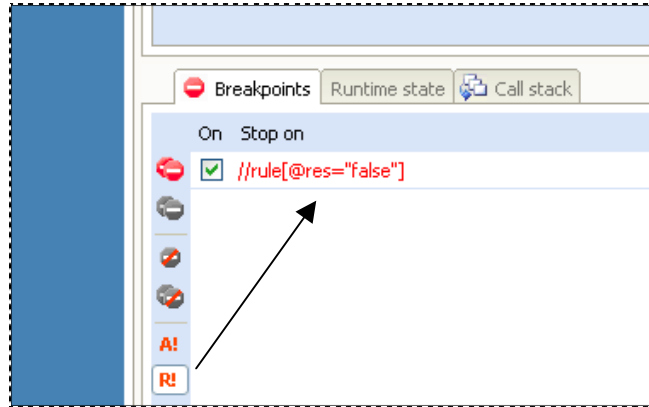 Breakpoints Runtime state Call stack
On Stop on
//rule[@res="false"]
A!
R!